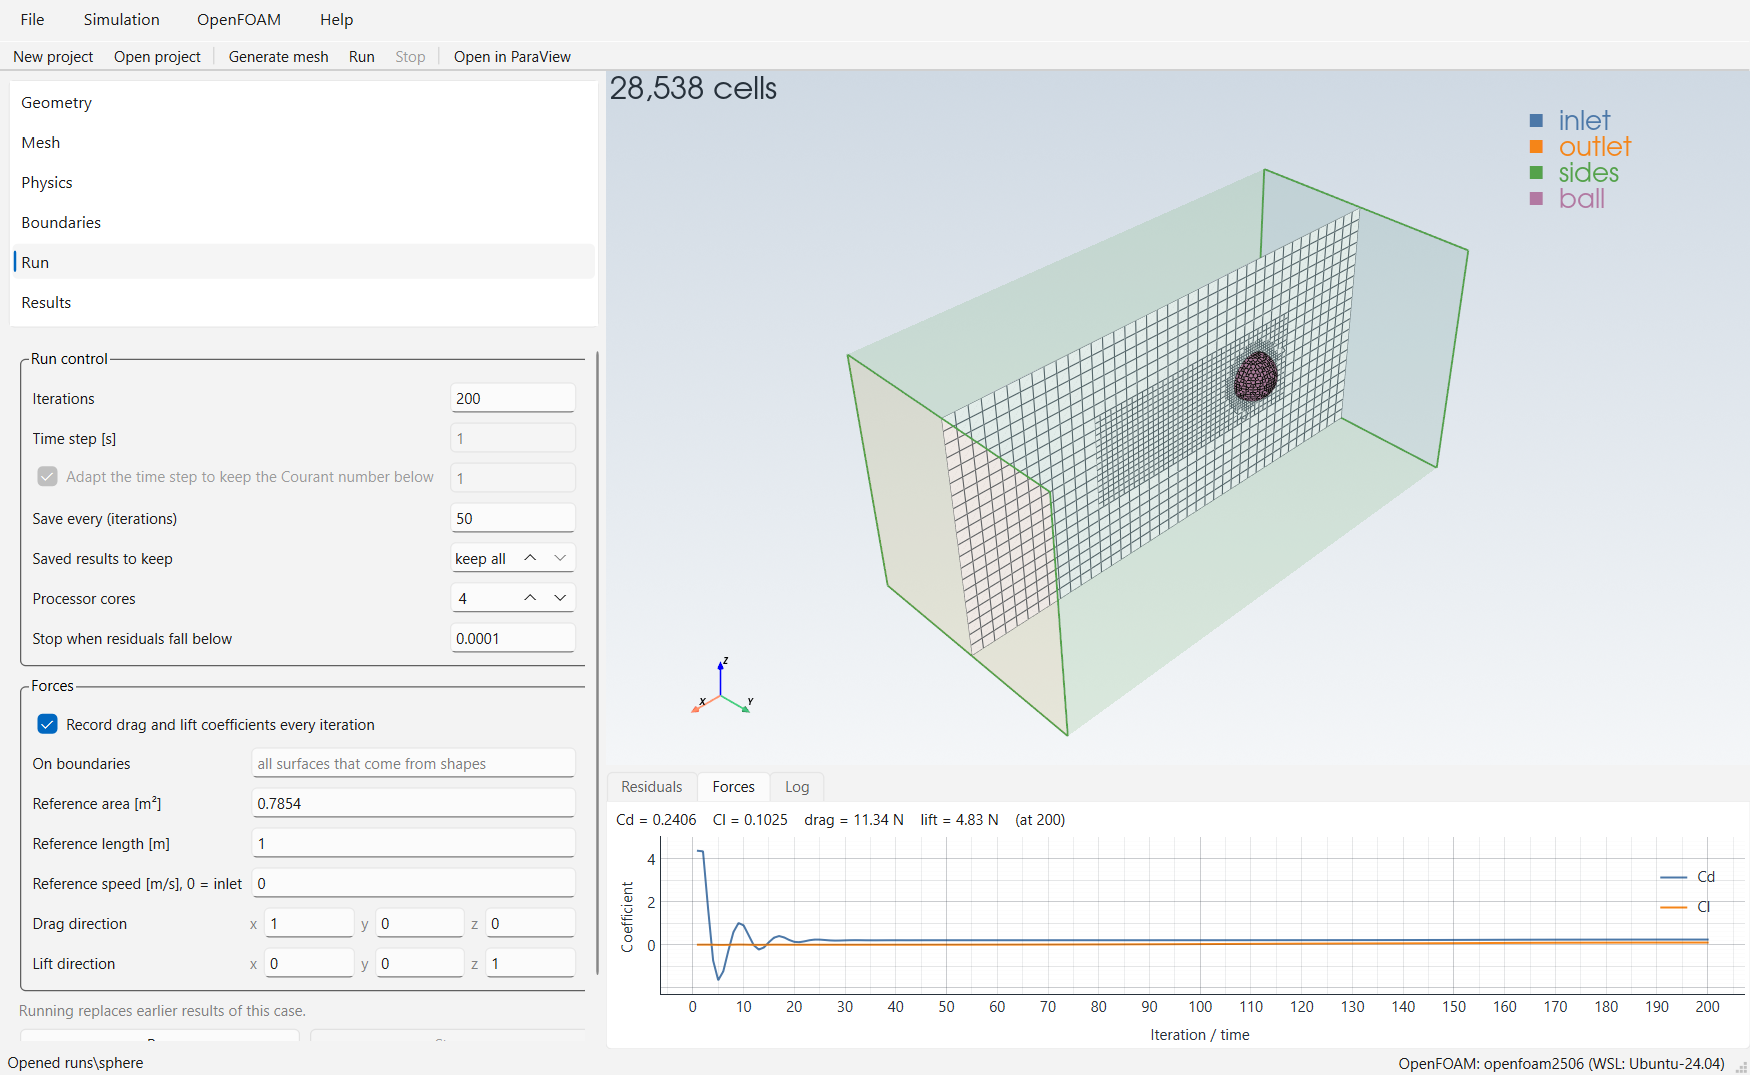 File Simulation OpenFOAM Help
New project Open project Generate mesh Run Stop Open in ParaView
Geometry
Mesh
Physics
Boundaries
Run
Results
Run control
Iterations 200
Time step [s] 1
Adapt the time step to keep the Courant number below 1
Save every (iterations) 50
Saved results to keep keep all
Processor cores 4
Stop when residuals fall below 0.0001
Forces
Record drag and lift coefficients every iteration
On boundaries all surfaces that come from shapes
Reference area [m²] 0.7854
Reference length [m] 1
Reference speed [m/s], 0 = inlet 0
Drag direction x 1 y 0 z 0
Lift direction x 0 y 0 z 1
Running replaces earlier results of this case.
Opened runs\sphere
28,538 cells
inlet
outlet
sides
ball
Z
X Y
Residuals Forces Log
Cd = 0.2406 Cl = 0.1025 drag = 11.34 N lift = 4.83 N (at 200)
Coefficient
4
2
0
Cd
Cl
0 10 20 30 40 50 60 70 80 90 100 110 120 130 140 150 160 170 180 190 200
Iteration / time
OpenFOAM: openfoam2506 (WSL: Ubuntu-24.04)